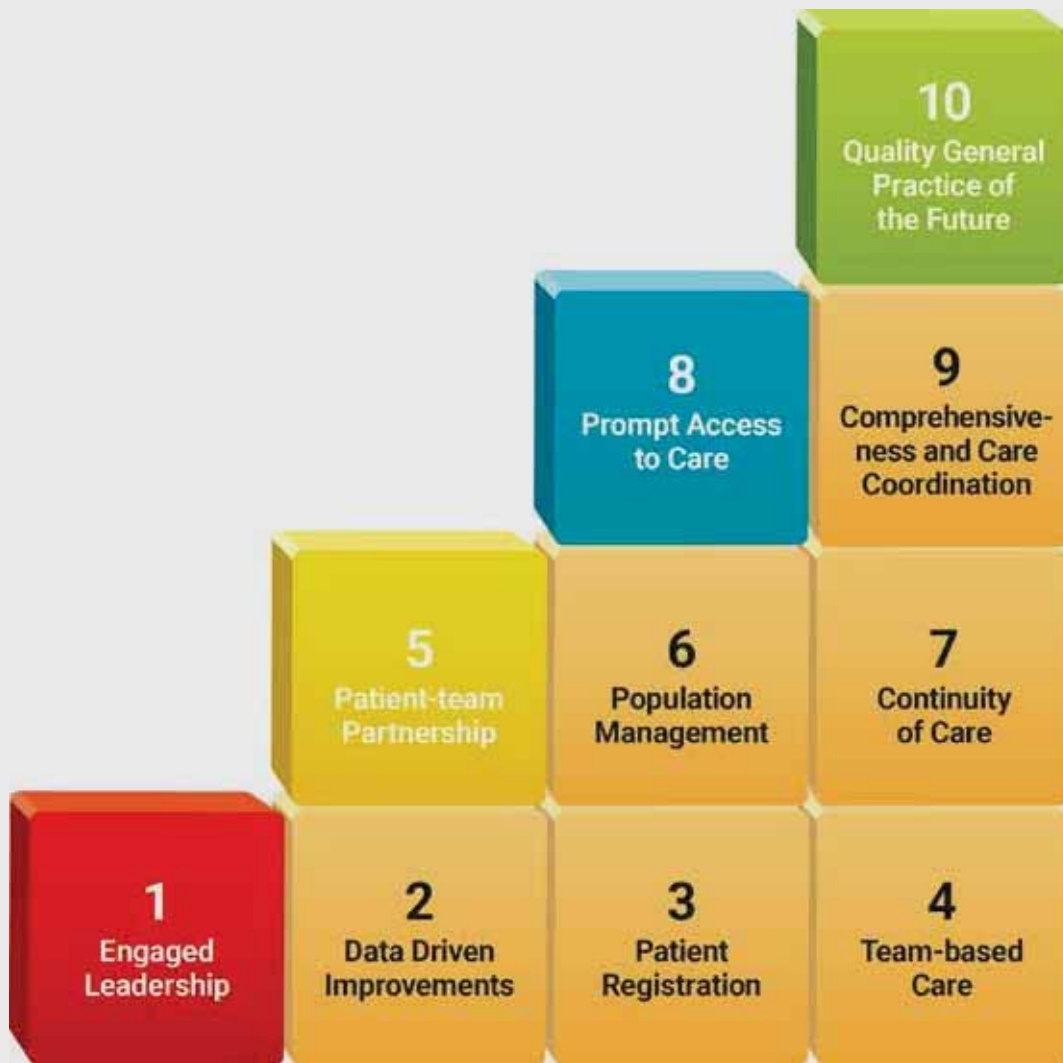 10
Quality General
Practice of
the Future
8
Prompt Access
to Care
9
Comprehensive-
ness and Care
Coordination
5
Patient-team
Partnership
6
Population
Management
7
Continuity
of Care
1
Engaged
Leadership
2
Data Driven
Improvements
3
Patient
Registration
4
Team-based
Care